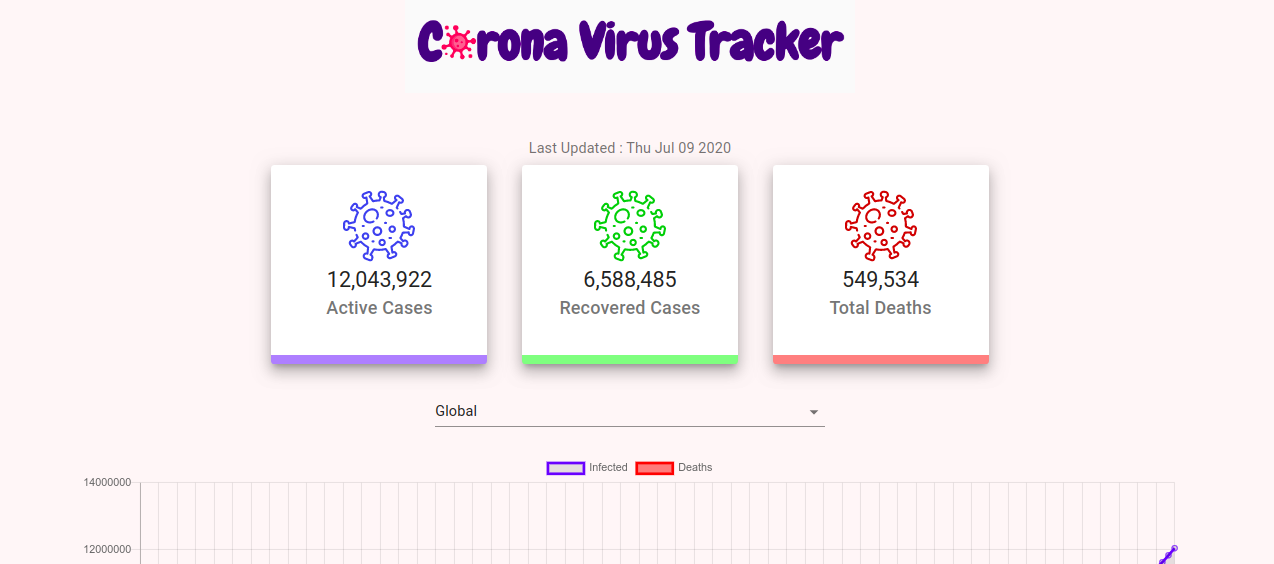 Corona Virus Tracker
Last Updated : Thu Jul 09 2020
12,043,922
Active Cases
6,588,485
Recovered Cases
549,534
Total Deaths
Global
Infected Deaths
14000000
12000000